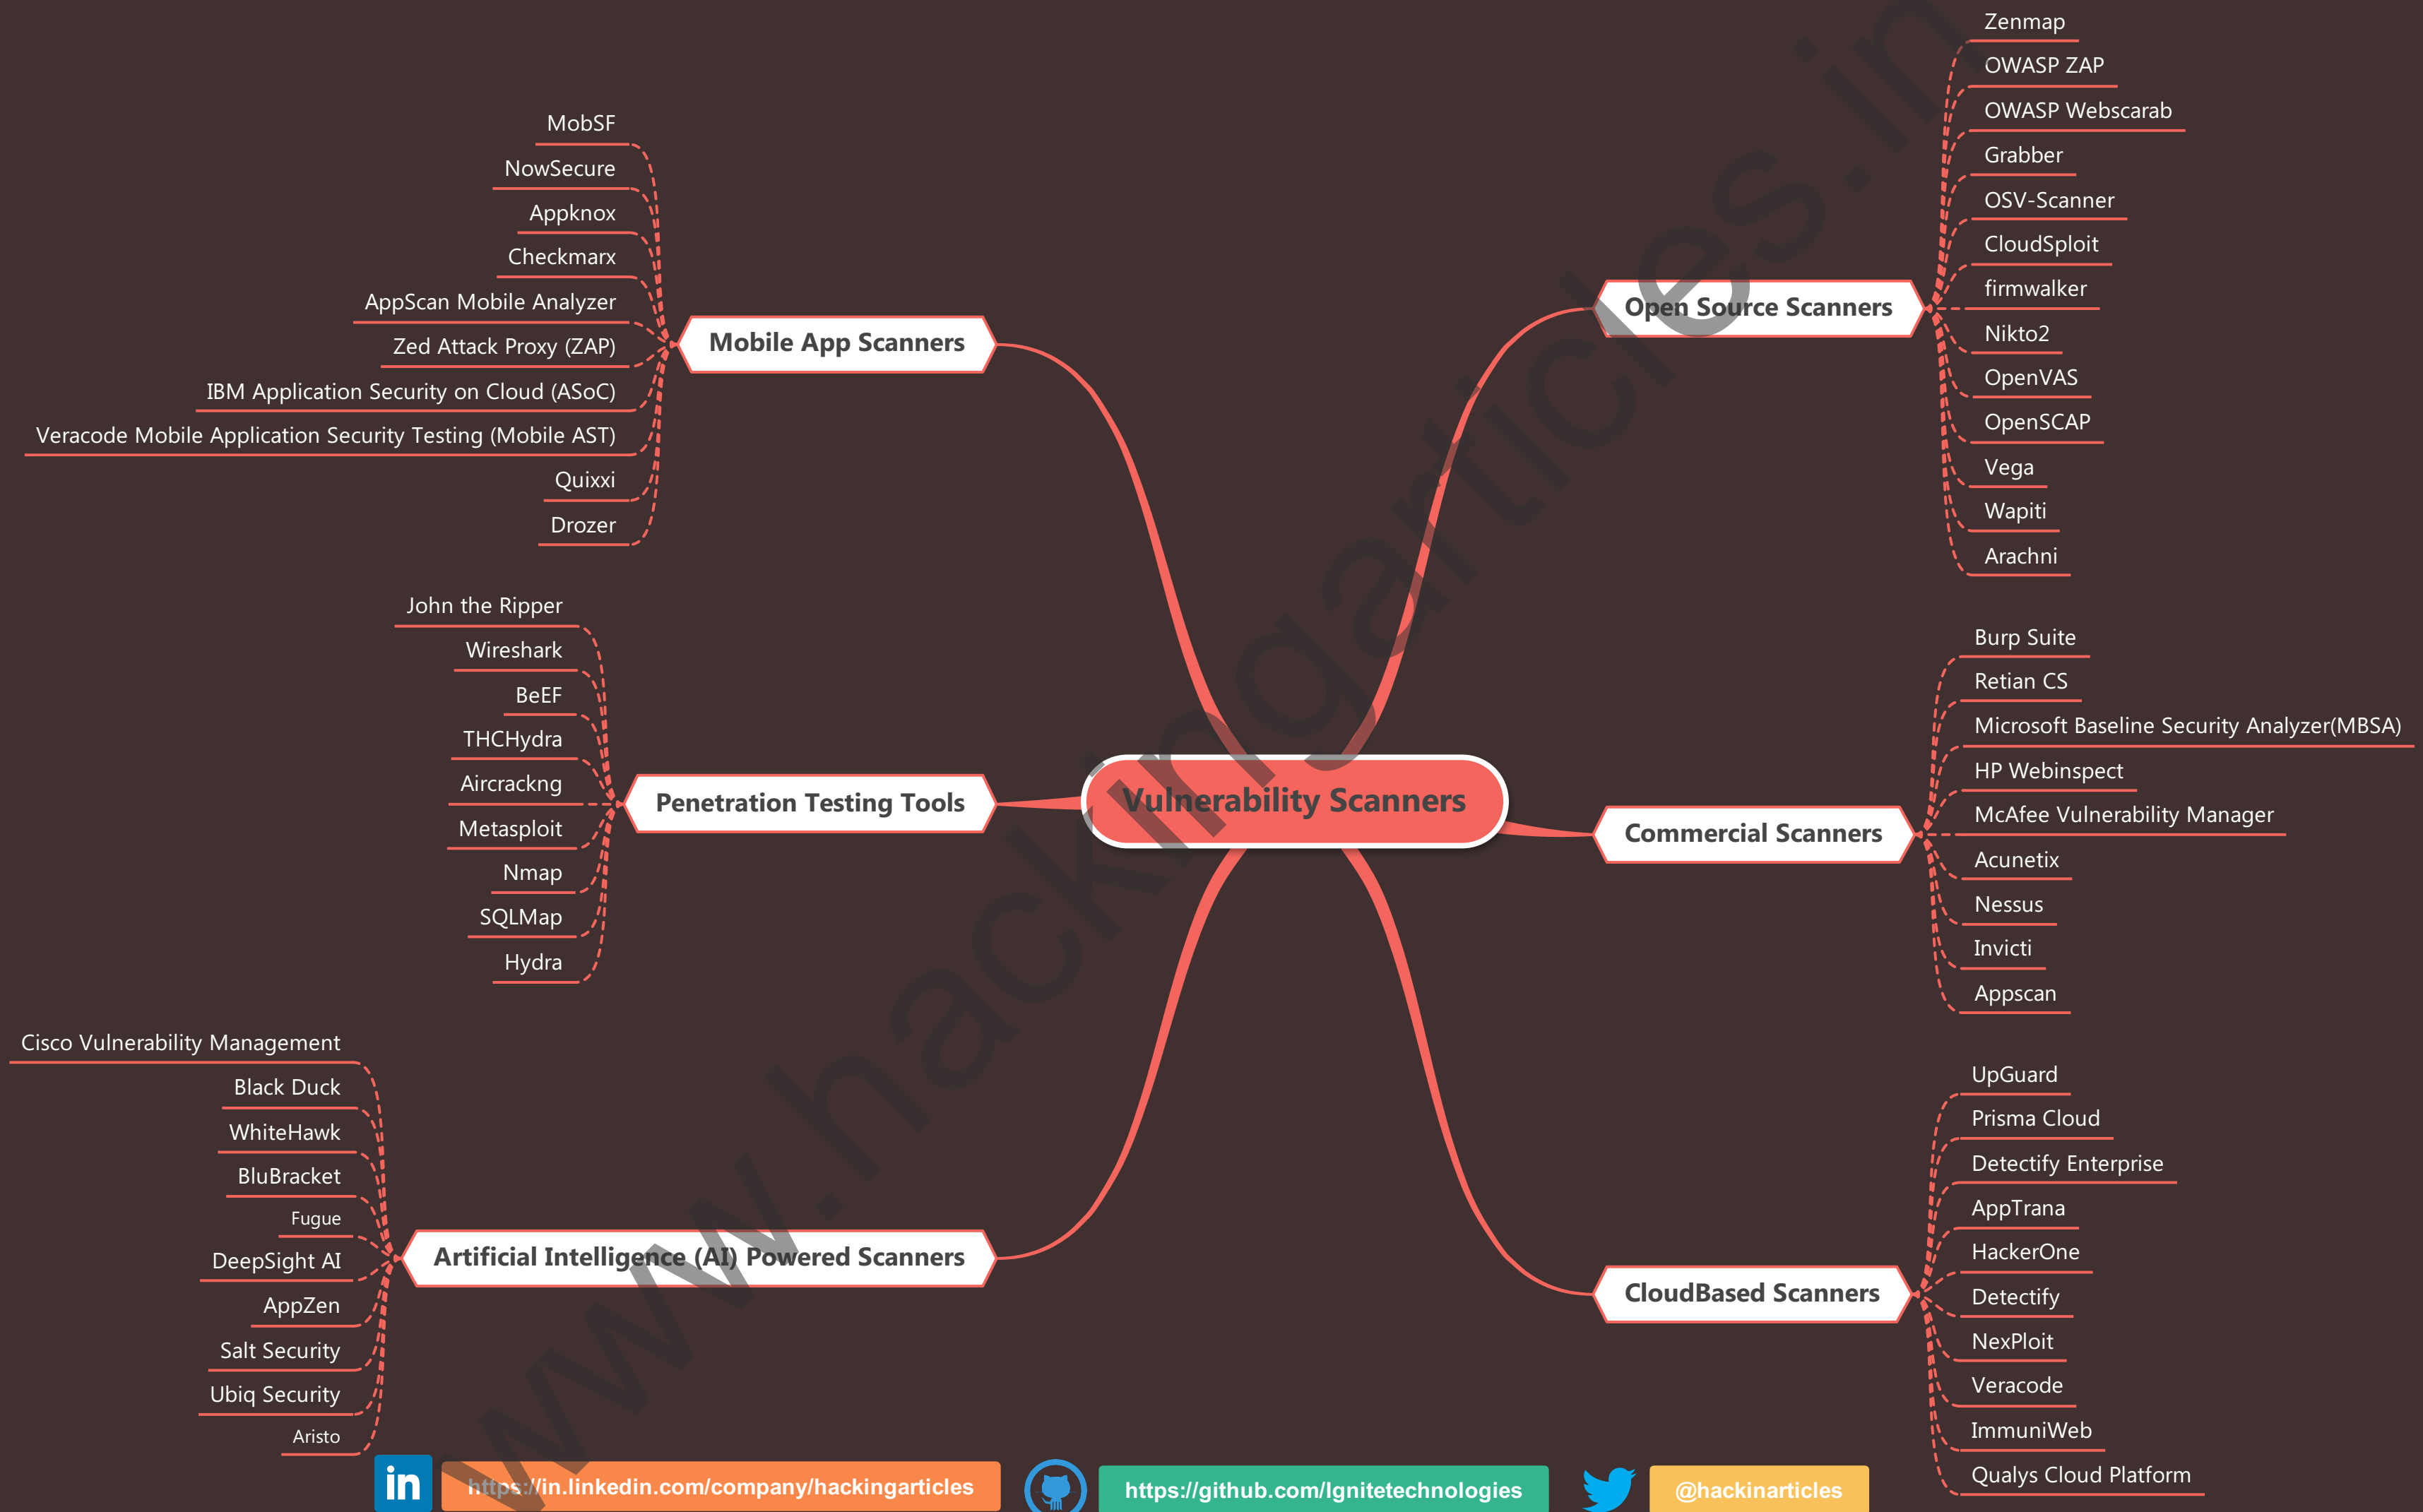 Vulnerability Scanners
Mobile App Scanners
MobSF
NowSecure
Appknox
Checkmarx
AppScan Mobile Analyzer
Zed Attack Proxy (ZAP)
IBM Application Security on Cloud (ASoC)
Veracode Mobile Application Security Testing (Mobile AST)
Quixxi
Drozer
Penetration Testing Tools
John the Ripper
Wireshark
BeEF
THCHydra
Aircrackng
Metasploit
Nmap
SQLMap
Hydra
Artificial Intelligence (AI) Powered Scanners
Cisco Vulnerability Management
Black Duck
WhiteHawk
BluBracket
Fugue
DeepSight AI
AppZen
Salt Security
Ubiq Security
Aristo
Open Source Scanners
Zenmap
OWASP ZAP
OWASP Webscarab
Grabber
OSV-Scanner
CloudSploit
firmwalker
Nikto2
OpenVAS
OpenSCAP
Vega
Wapiti
Arachni
Commercial Scanners
Burp Suite
Retian CS
Microsoft Baseline Security Analyzer(MBSA)
HP Webinspect
McAfee Vulnerability Manager
Acunetix
Nessus
Invicti
Appscan
CloudBased Scanners
UpGuard
Prisma Cloud
Detectify Enterprise
AppTrana
HackerOne
Detectify
NexPloit
Veracode
ImmuniWeb
Qualys Cloud Platform
in
https://in.linkedin.com/company/hackingarticles
https://github.com/Ignitetechnologies
@hackinarticles
www.hackingarticles.in